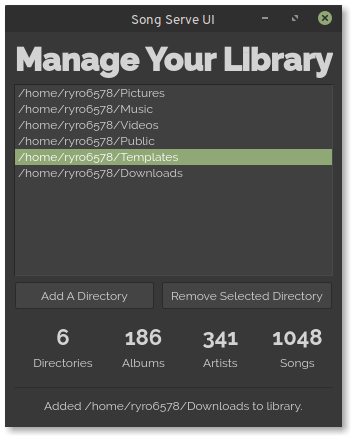 Song Serve UI
Manage Your Library
/home/ryro6578/Pictures
/home/ryro6578/Music
/home/ryro6578/Videos
/home/ryro6578/Public
/home/ryro6578/Templates
/home/ryro6578/Downloads
Add A Directory Remove Selected Directory
6 186 341 1048
Directories Albums Artists Songs
Added /home/ryro6578/Downloads to library.